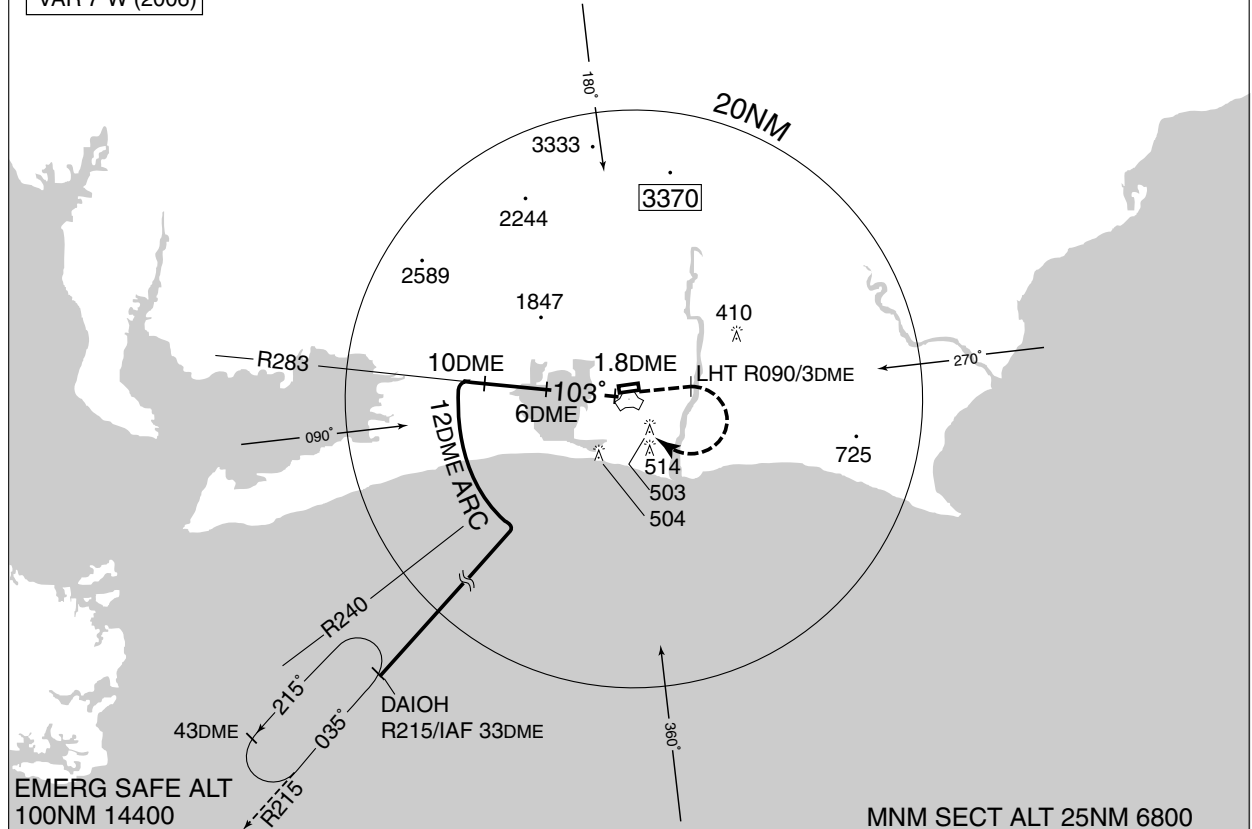 VAR 7°W (2006)
180°
20NM
3333
3370
2244
2589
1847
410
R283
10DME
1.8DME
LHT R090/3DME
270°
103°
6DME
090°
12DME ARC
725
514
503
504
R240
215°
035°
DAIOH
R215/IAF 33DME
43DME
360°
R215
EMERG SAFE ALT
100NM 14400
MNM SECT ALT 25NM 6800